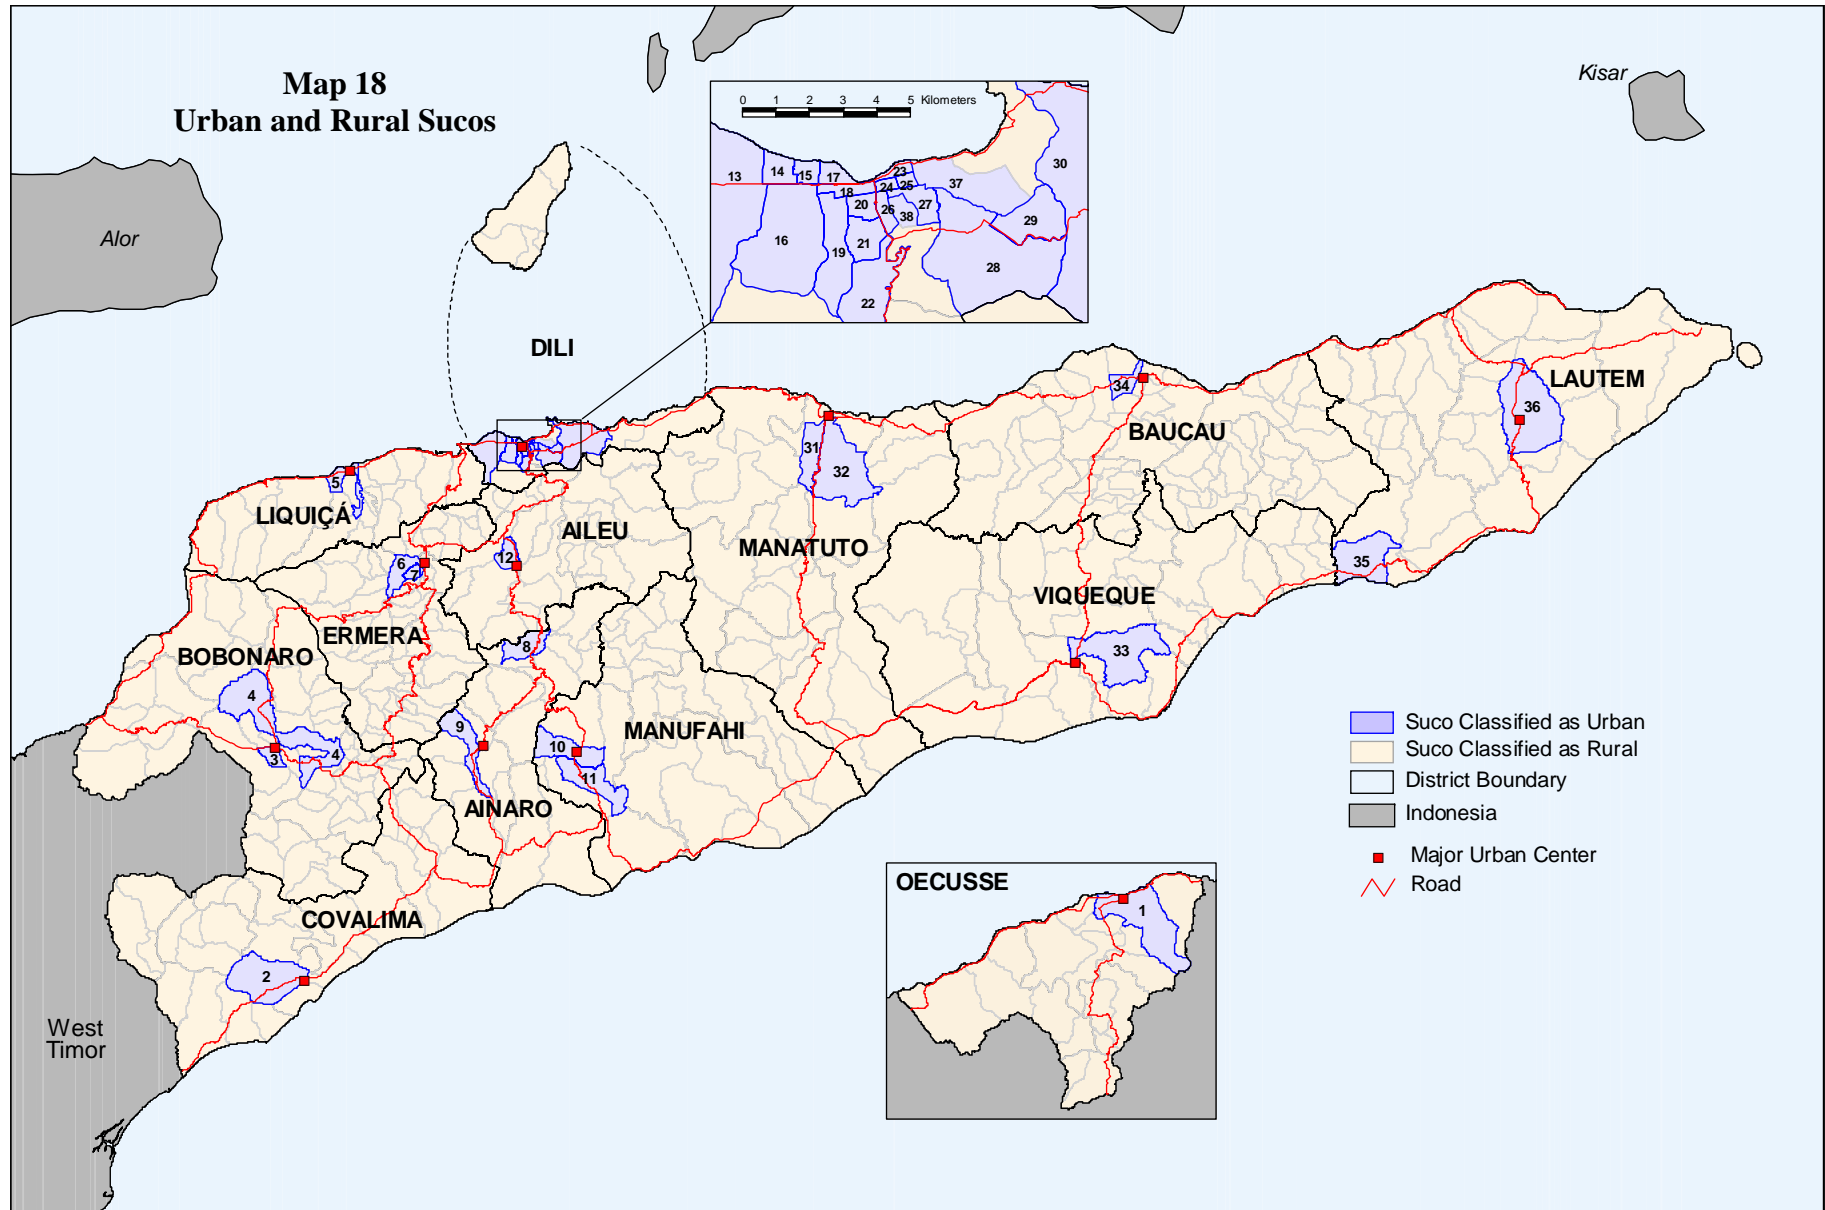 Map 18
Urban and Rural Sucos
Kisar
Alor
0 1 2 3 4 5 Kilometers
13
14
15
17
23
24
25
37
30
18
20
26
38
27
29
16
19
21
28
22
DILI
LAUTEM
36
34
BAUCAU
31
32
5
LIQUIÇÁ
AILEU
12
6
7
MANATUTO
35
VIQUEQUE
33
ERMERA
8
BOBONARO
4
3
4
9
10
11
MANUFAHI
AINARO
Suco Classified as Urban
Suco Classified as Rural
District Boundary
Indonesia
Major Urban Center
Road
OECUSSE
1
COVALIMA
2
West
Timor